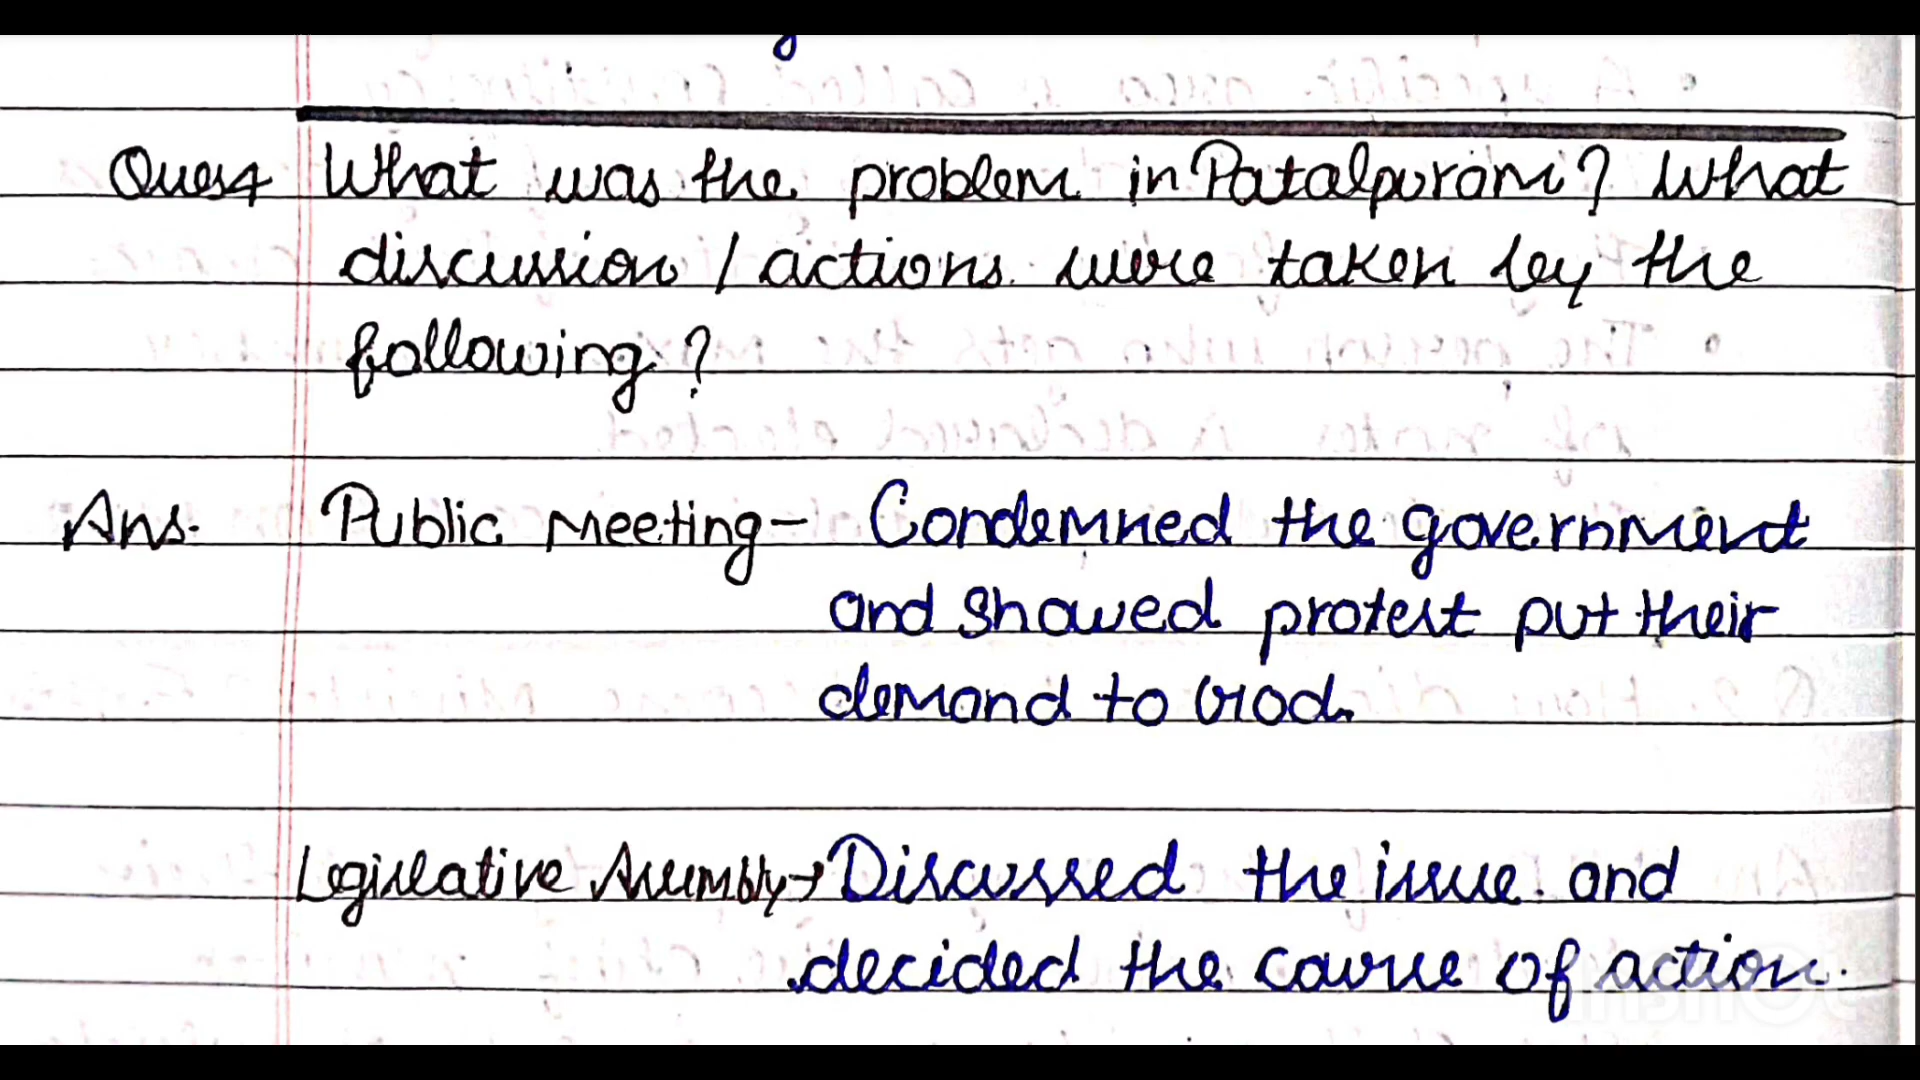 Ques4 What was the problem in Patalpuram? What
discussion / actions were taken by the
following?
Ans. Public Meeting - Condemned the government
and showed protest put their
demand to God.
Legislative Assembly → Discussed the issue and
decided the course of action.